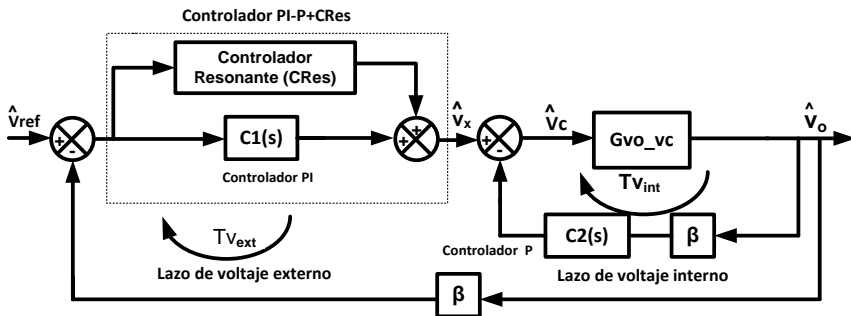 Controlador PI-P+CRes
Controlador
Resonante (CRes)
v̂ref
+
-
C1(s)
Controlador PI
+
+
v̂x
+
-
v̂c
Gvo_vc
v̂o
Tvint
C2(s)
β
Controlador P
Lazo de voltaje interno
Tvext
Lazo de voltaje externo
β